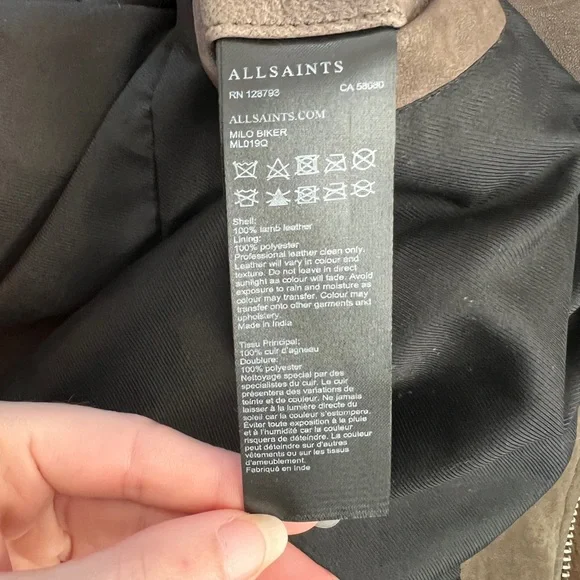 ALLSAINTS
RN 128793 CA 58080
ALLSAINTS.COM
MILO BIKER
ML019Q
Shell:
100% lamb leather
Lining:
100% polyester
Professional leather clean only.
Leather will vary in colour and
texture. Do not leave in direct
sunlight as colour will fade. Avoid
exposure to rain and moisture as
colour may transfer. Colour may
transfer onto other garments and
upholstery.
Made in India
Tissu Principal:
100% cuir d'agneau
Doublure:
100% polyester
Nettoyage special par des
specialistes du cuir. Le cuir
présentera des variations de
teinte et de couleur. Ne jamais
laisser à la lumière directe du
soleil car la couleur s'estompera.
Éviter toute exposition à la pluie
et à l'humidité car la couleur
risquera de déteindre. La couleur
peut déteindre sur d'autres
vêtements ou sur les tissus
d'ameublement.
Fabriqué en Inde